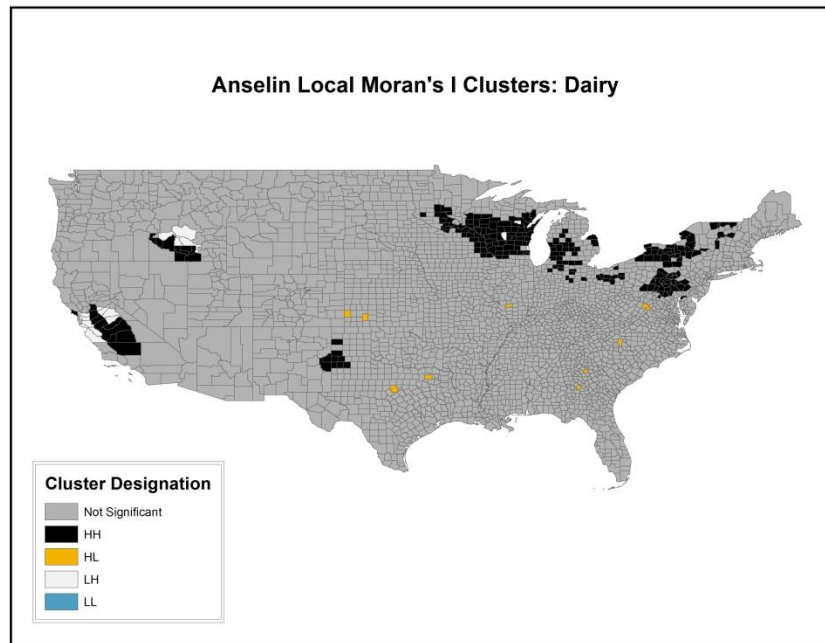 Anselin Local Moran's I Clusters: Dairy
Cluster Designation
Not Significant
HH
HL
LH
LL